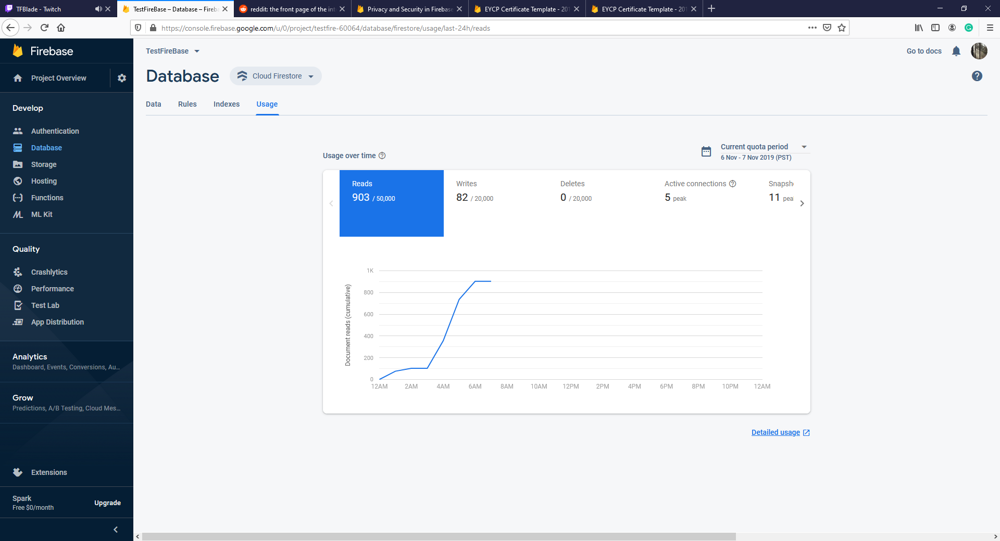 TFBlade - Twitch
TestFireBase – Database – Fireba
reddit: the front page of the int
Privacy and Security in Firebase
EYCP Certificate Template - 201
EYCP Certificate Template - 201
https://console.firebase.google.com/u/0/project/testfire-60064/database/firestore/usage/last-24h/reads
Firebase
Project Overview
Develop
Authentication
Database
Storage
Hosting
Functions
ML Kit
Quality
Crashlytics
Performance
Test Lab
App Distribution
Analytics
Dashboard, Events, Conversions, Au...
Grow
Predictions, A/B Testing, Cloud Mes...
Extensions
Spark
Free $0/month
Upgrade
TestFireBase
Go to docs
Database
Cloud Firestore
Data
Rules
Indexes
Usage
Usage over time
Current quota period
6 Nov - 7 Nov 2019 (PST)
Reads
903 / 50,000
Writes
82 / 20,000
Deletes
0 / 20,000
Active connections
5 peak
Snapsh
11 pea
Document reads (cumulative)
1K
800
600
400
200
0
12AM 2AM 4AM 6AM 8AM 10AM 12PM 2PM 4PM 6PM 8PM 10PM 12AM
Detailed usage